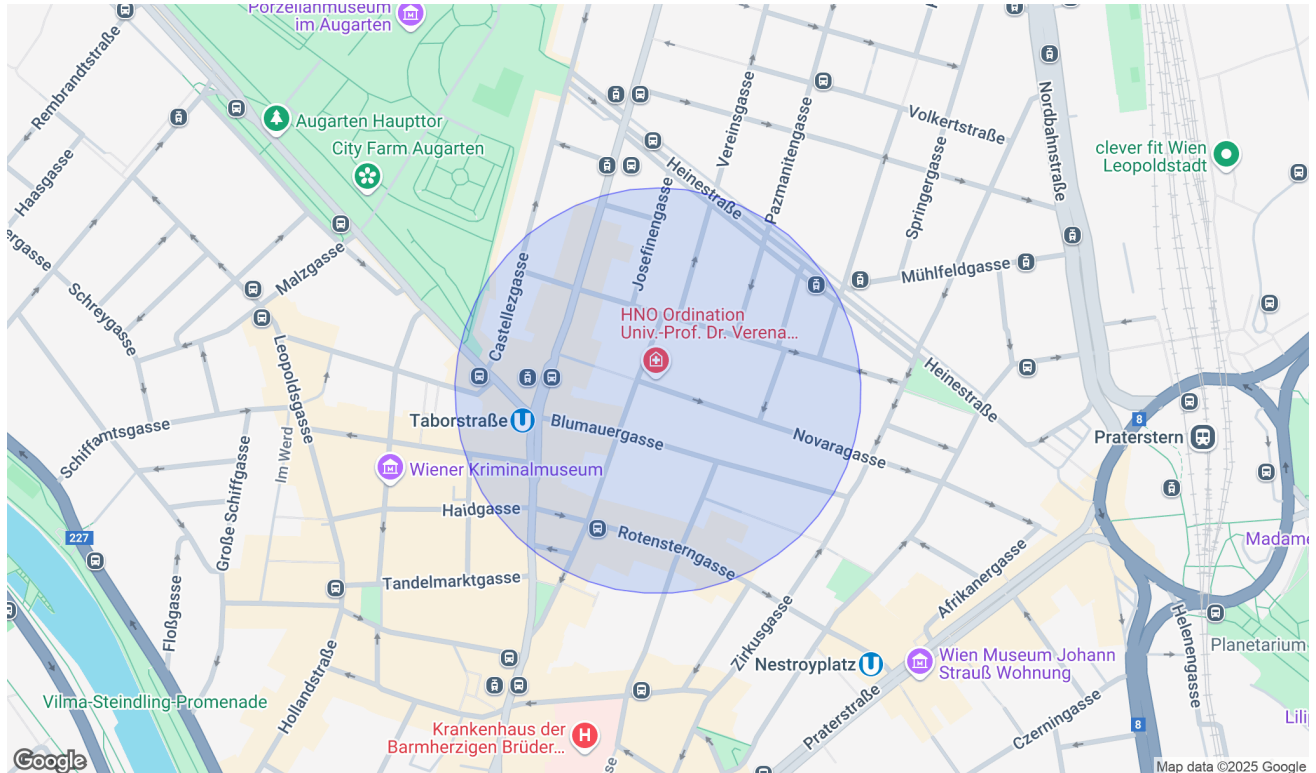 Porzellanmuseum
im Augarten
Rembrandtstraße
Augarten Haupttor
City Farm Augarten
Haasgasse
Malzgasse
Schreygasse
ergasse
Leopoldsgasse
Castellezgasse
Josefinengasse
Vereinsgasse
Pazmanitengasse
Volkertstraße
Springergasse
Nordbahnstraße
clever fit Wien
Leopoldstadt
Heinestraße
Mühlfeldgasse
HNO Ordination
Univ.-Prof. Dr. Verena...
Heinestraße
8
Praterstern
Taborstraße
Blumauergasse
Novaragasse
Wiener Kriminalmuseum
Schiffamtsgasse
Im Werd
Große Schiffgasse
Haidgasse
Rotensterngasse
227
Madame
Tandelmarktgasse
Afrikanergasse
Floßgasse
Zirkusgasse
Helenengasse
Planetarium
Nestroyplatz
Wien Museum Johann
Strauß Wohnung
Hollandstraße
Vilma-Steindling-Promenade
Praterstraße
Czerningasse
8
Lili
Krankenhaus der
Barmherzigen Brüder...
H
se
Google
Map data ©2025 Google